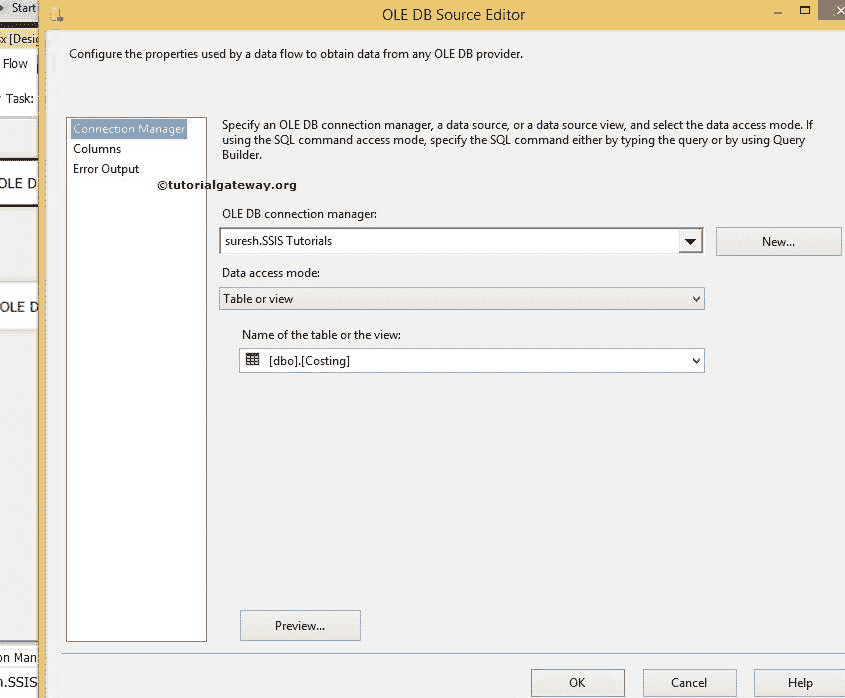 Start
OLE DB Source Editor
x [Desig
Flow
Task:
OLE D
OLE D
on Man
n.SSIS
Configure the properties used by a data flow to obtain data from any OLE DB provider.
Connection Manager
Columns
Error Output
Specify an OLE DB connection manager, a data source, or a data source view, and select the data access mode. If
using the SQL command access mode, specify the SQL command either by typing the query or by using Query
Builder.
©tutorialgateway.org
OLE DB connection manager:
suresh.SSIS Tutorials
New...
Data access mode:
Table or view
Name of the table or the view:
[dbo].[Costing]
Preview...
OK
Cancel
Help